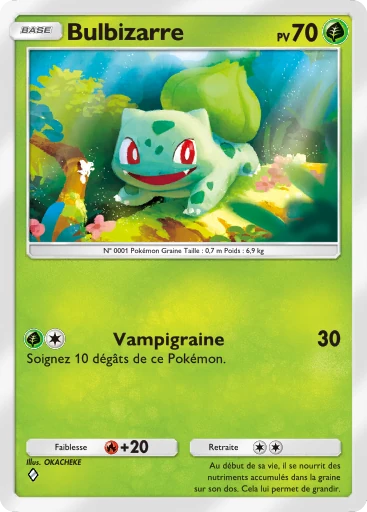 BASE Bulbizarre PV 70
N° 0001 Pokémon Graine Taille : 0,7 m Poids : 6,9 kg
Vampigraine 30
Soignez 10 dégâts de ce Pokémon.
Faiblesse +20 Retraite
Illus. OKACHEKE
Au début de sa vie, il se nourrit des
nutriments accumulés dans la graine
sur son dos. Cela lui permet de grandir.